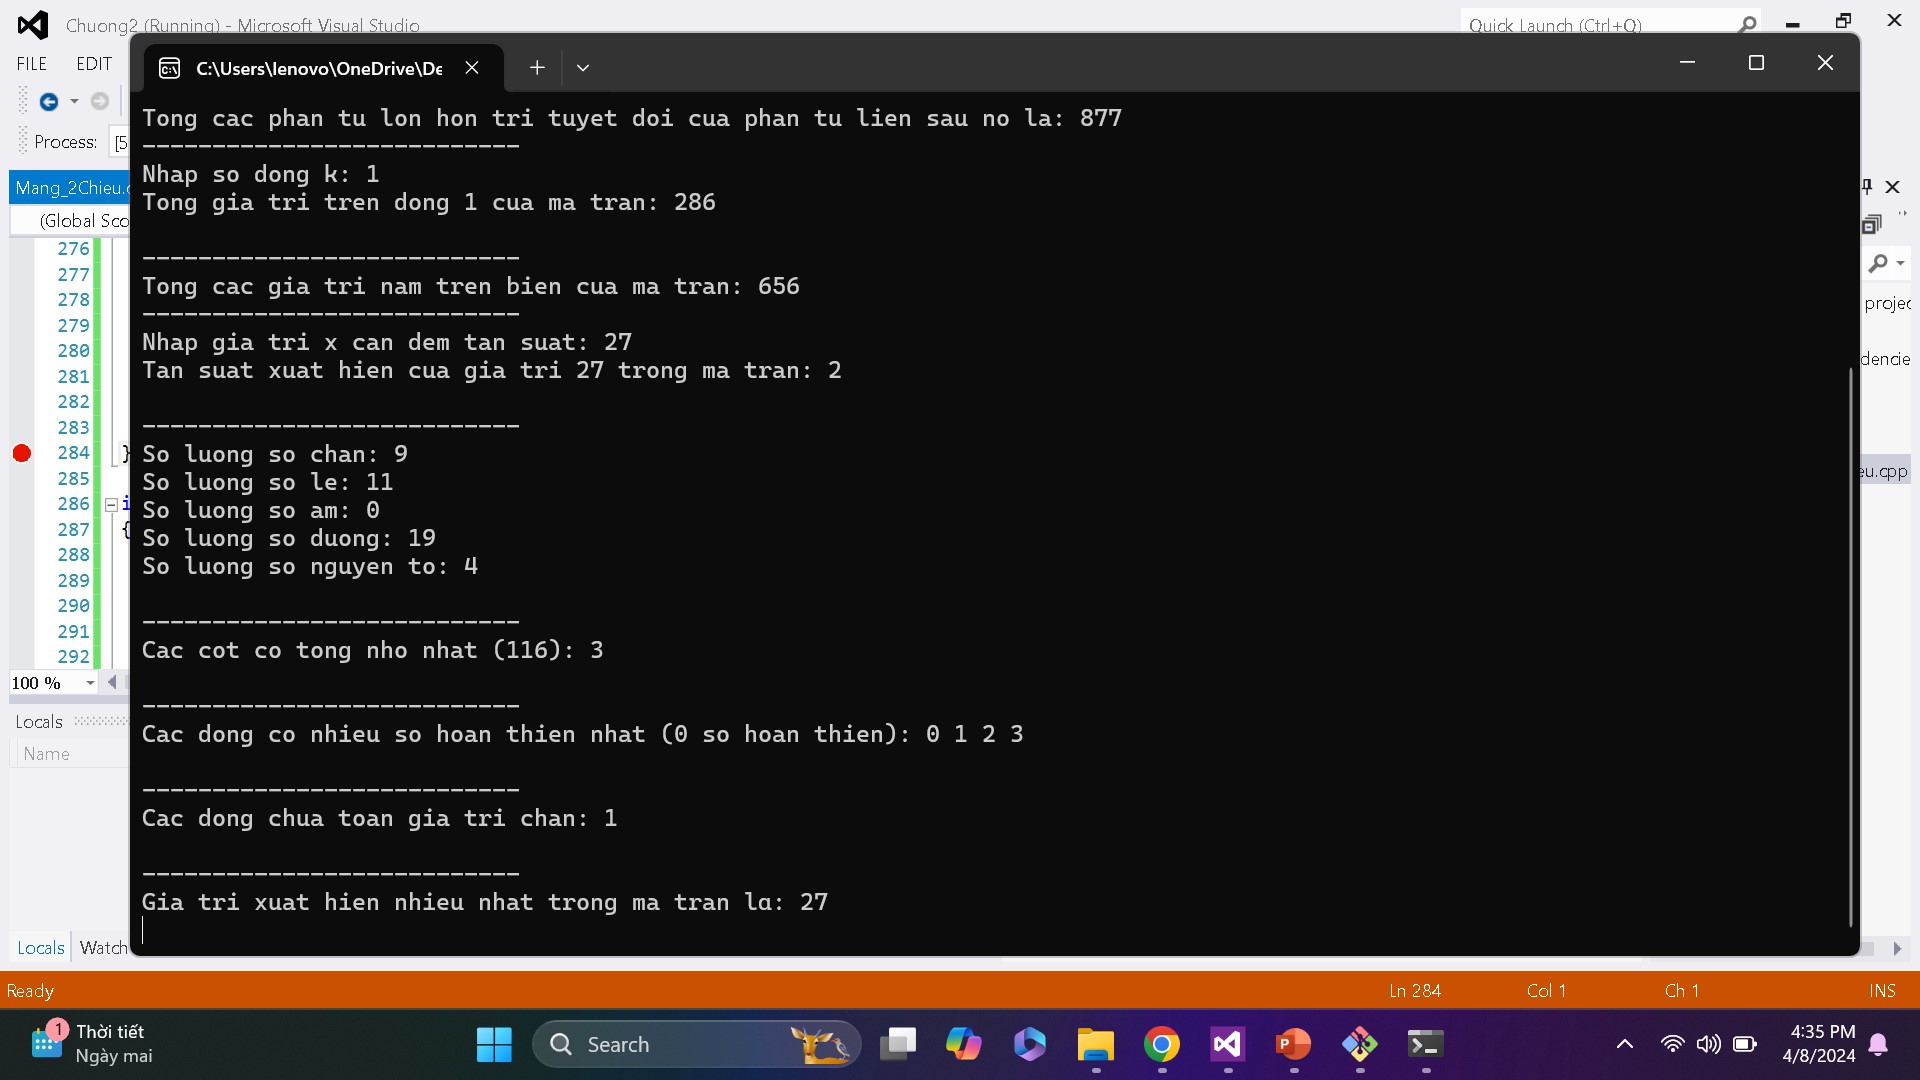 Chuong2 (Running) - Microsoft Visual Studio
Quick Launch (Ctrl+Q)
FILE EDIT
C:\Users\lenovo\OneDrive\De
Process: [5
Mang_2Chieu.
(Global Sco
276
277
278
279
280
281
282
283
284 }
285
286 i
287 {
288
289
290
291
292
100 %
Locals
Name
Locals Watch
Tong cac phan tu lon hon tri tuyet doi cua phan tu lien sau no la: 877
---------------------------
Nhap so dong k: 1
Tong gia tri tren dong 1 cua ma tran: 286
---------------------------
Tong cac gia tri nam tren bien cua ma tran: 656
---------------------------
Nhap gia tri x can dem tan suat: 27
Tan suat xuat hien cua gia tri 27 trong ma tran: 2
---------------------------
So luong so chan: 9
So luong so le: 11
So luong so am: 0
So luong so duong: 19
So luong so nguyen to: 4
---------------------------
Cac cot co tong nho nhat (116): 3
---------------------------
Cac dong co nhieu so hoan thien nhat (0 so hoan thien): 0 1 2 3
---------------------------
Cac dong chua toan gia tri chan: 1
---------------------------
Gia tri xuat hien nhieu nhat trong ma tran la: 27
projec
dencie
eu.cpp
Ready
Ln 284
Col 1
Ch 1
INS
1
Thời tiết
Ngày mai
Search
4:35 PM
4/8/2024